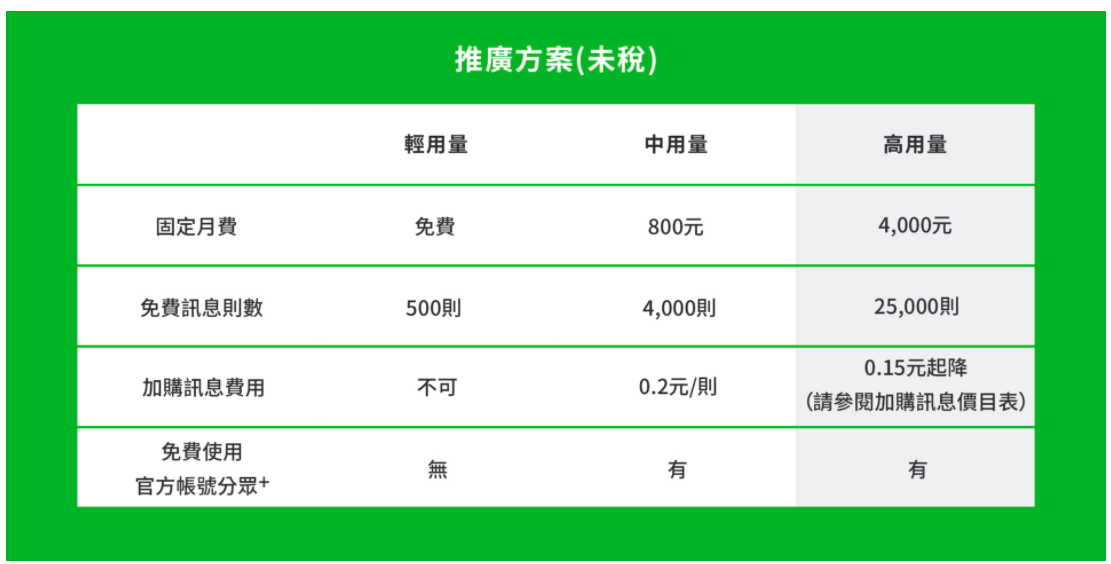 推廣方案(未稅)
輕用量 中用量 高用量
固定月費 免費 800元 4,000元
免費訊息則數 500則 4,000則 25,000則
加購訊息費用 不可 0.2元/則 0.15元起降
(請參閱加購訊息價目表)
免費使用
官方帳號分眾+ 無 有 有